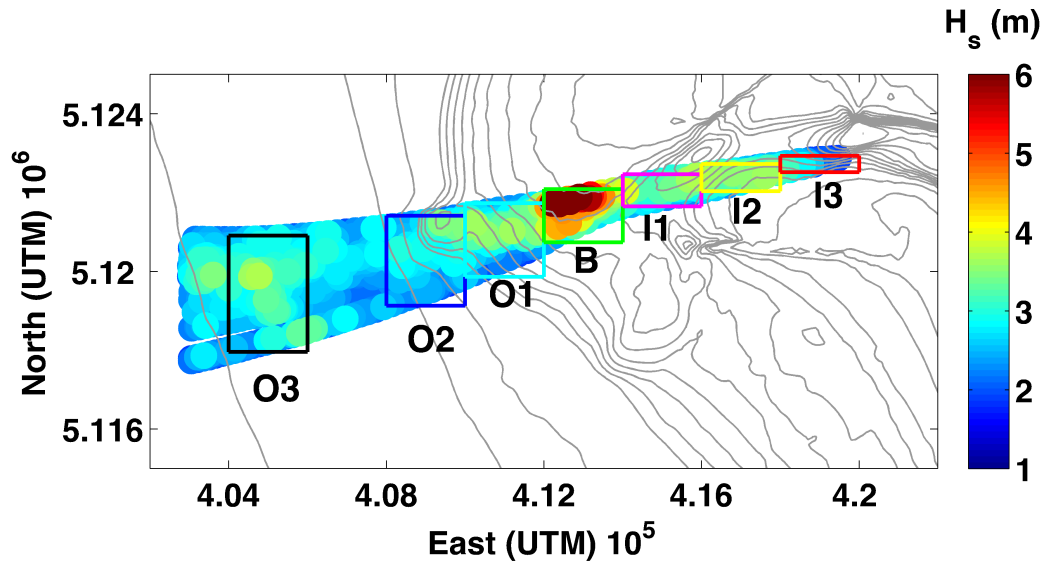 H_s (m)
6
5.124
5
I3
I2
I1
4
B
5.12
O1
O2
3
O3
2
5.116
1
4.04 4.08 4.12 4.16 4.2
East (UTM) 10^5
North (UTM) 10^6